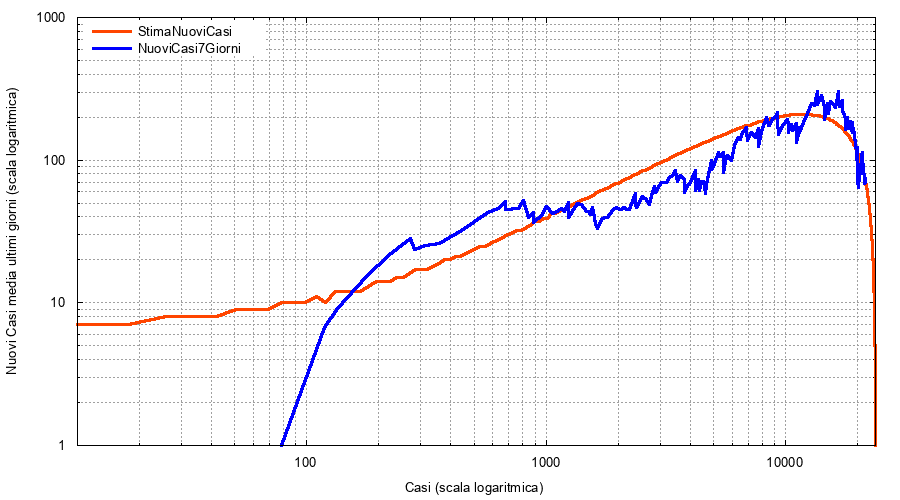 1000
StimaNuoviCasi
NuoviCasi7Giorni
100
10
1
Nuovi Casi media ultimi giorni (scala logaritmica)
100
1000
10000
Casi (scala logaritmica)